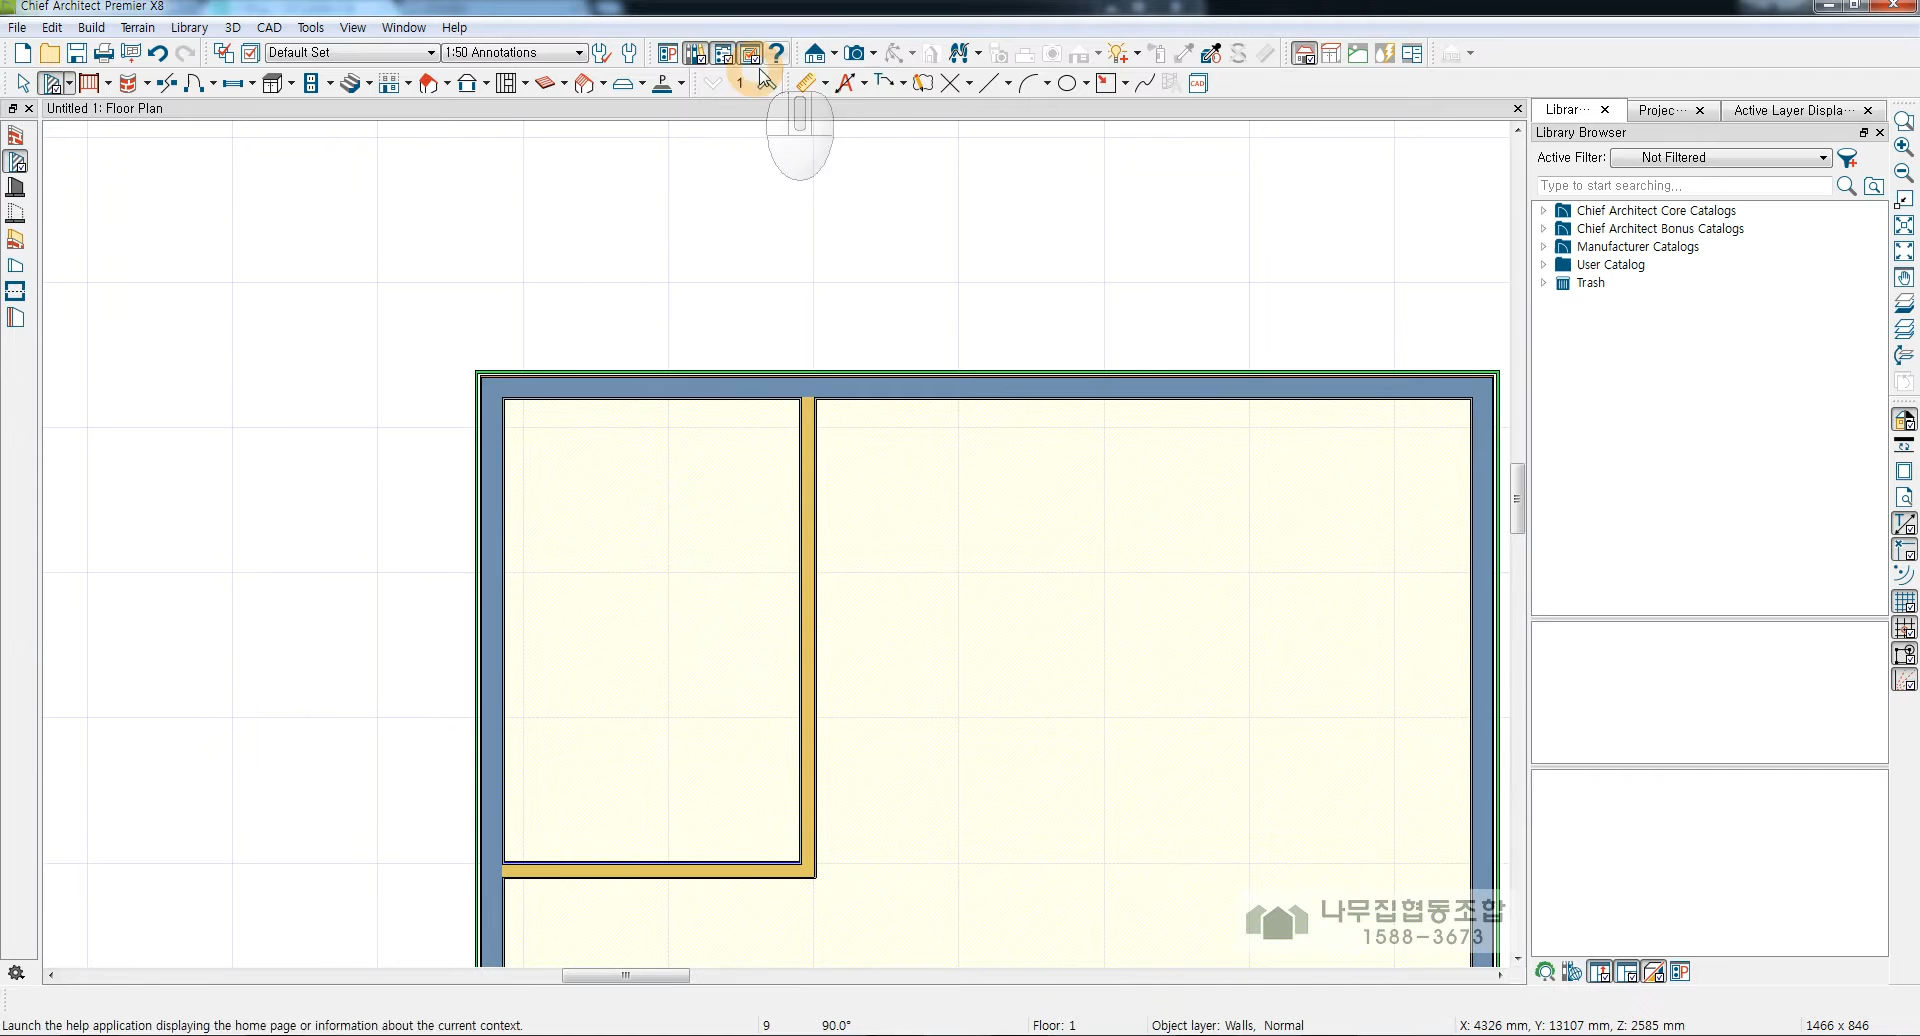 Chief Architect Premier X8
File Edit Build Terrain Library 3D CAD Tools View Window Help
Default Set 1:50 Annotations
1
Untitled 1: Floor Plan
Librar··· Projec··· Active Layer Displa···
Library Browser
Active Filter: Not Filtered
Type to start searching...
Chief Architect Core Catalogs
Chief Architect Bonus Catalogs
Manufacturer Catalogs
User Catalog
Trash
나무집협동조합
1588-3673
Launch the help application displaying the home page or information about the current context. 9 90.0° Floor: 1 Object layer: Walls, Normal X: 4326 mm, Y: 13107 mm, Z: 2585 mm 1466 x 846